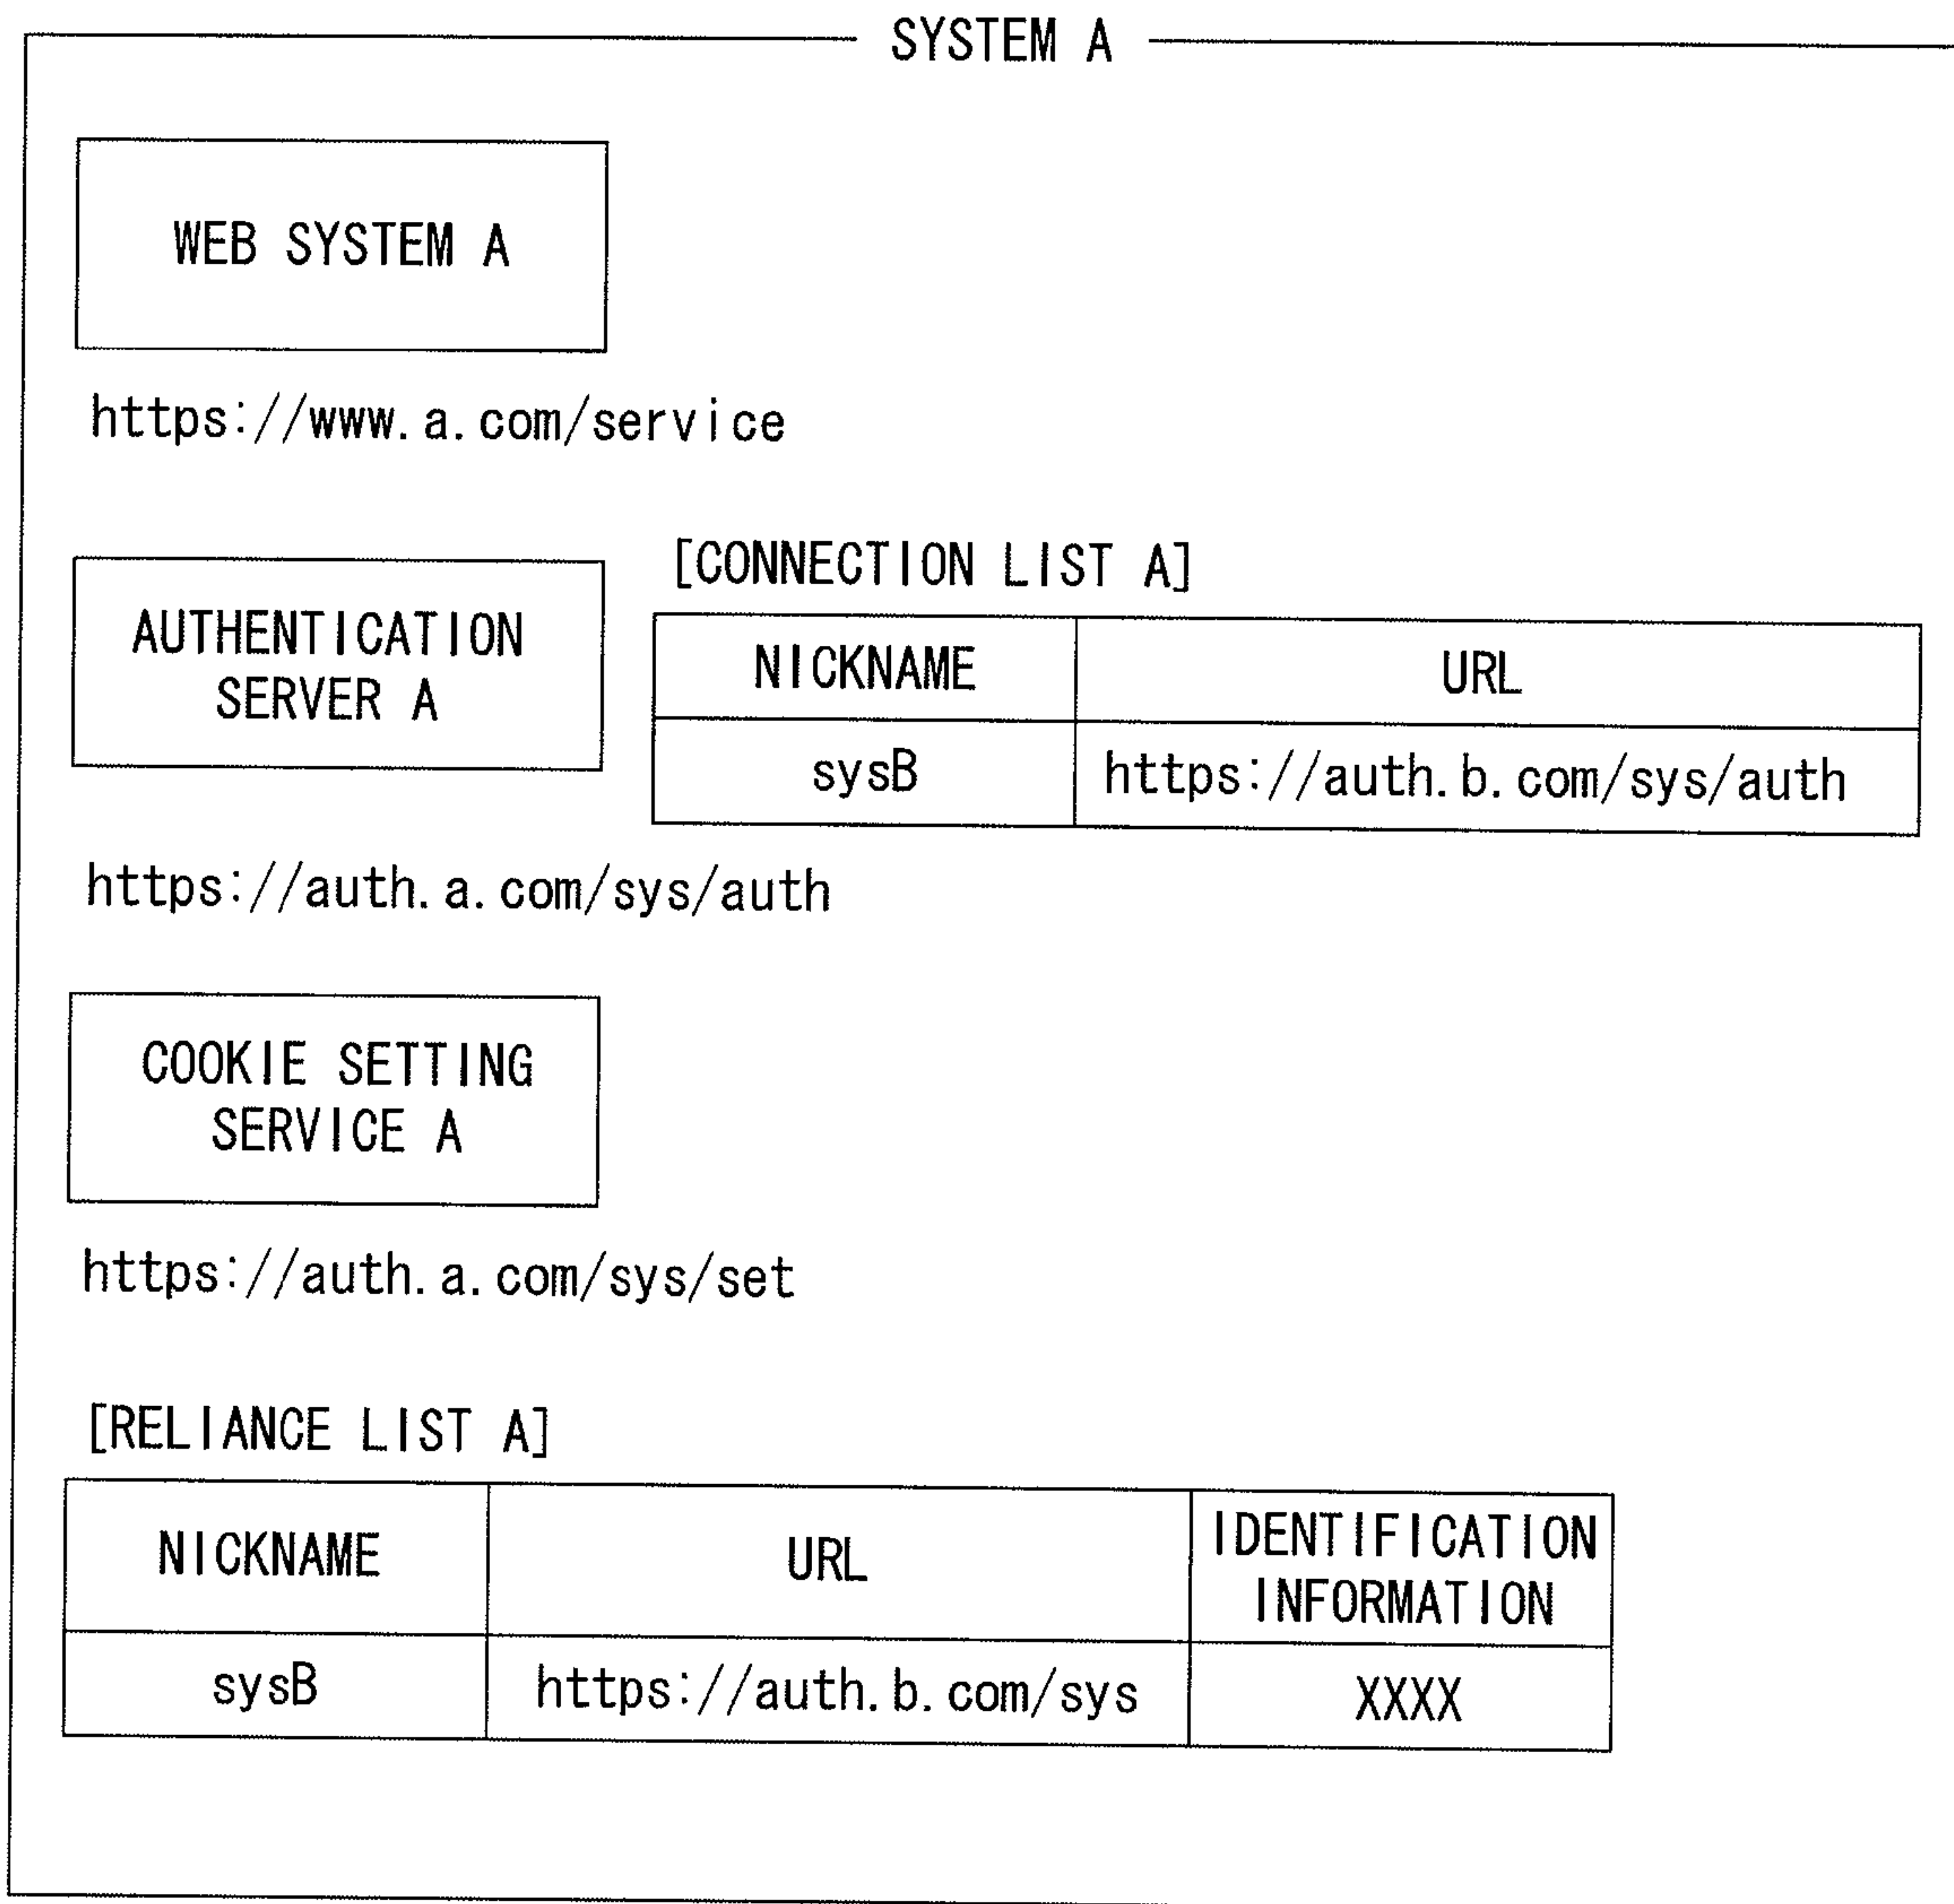 SYSTEM A
WEB SYSTEM A
https://www.a.com/service
[CONNECTION LIST A]
AUTHENTICATION
SERVER A
NICKNAME URL
sysB https://auth.b.com/sys/auth
https://auth.a.com/sys/auth
COOKIE SETTING
SERVICE A
https://auth.a.com/sys/set
[RELIANCE LIST A]
NICKNAME URL IDENTIFICATION
INFORMATION
sysB https://auth.b.com/sys XXXX